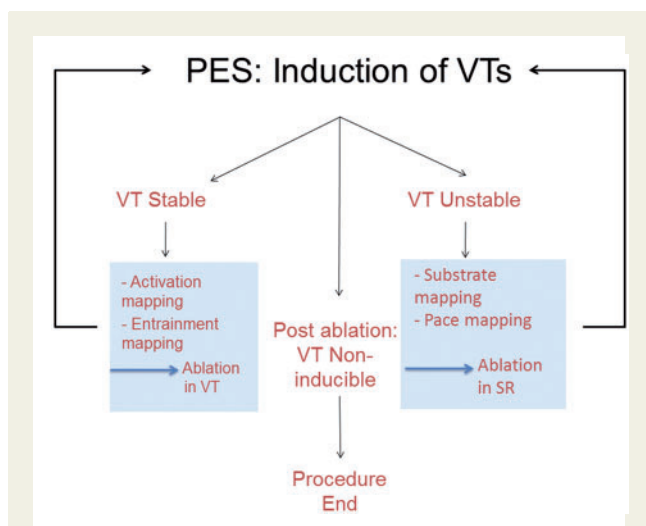 PES: Induction of VTs
VT Stable
VT Unstable
- Activation
mapping
- Entrainment
mapping
Ablation
in VT
Post ablation:
VT Non-
inducible
- Substrate
mapping
- Pace mapping
Ablation
in SR
Procedure
End